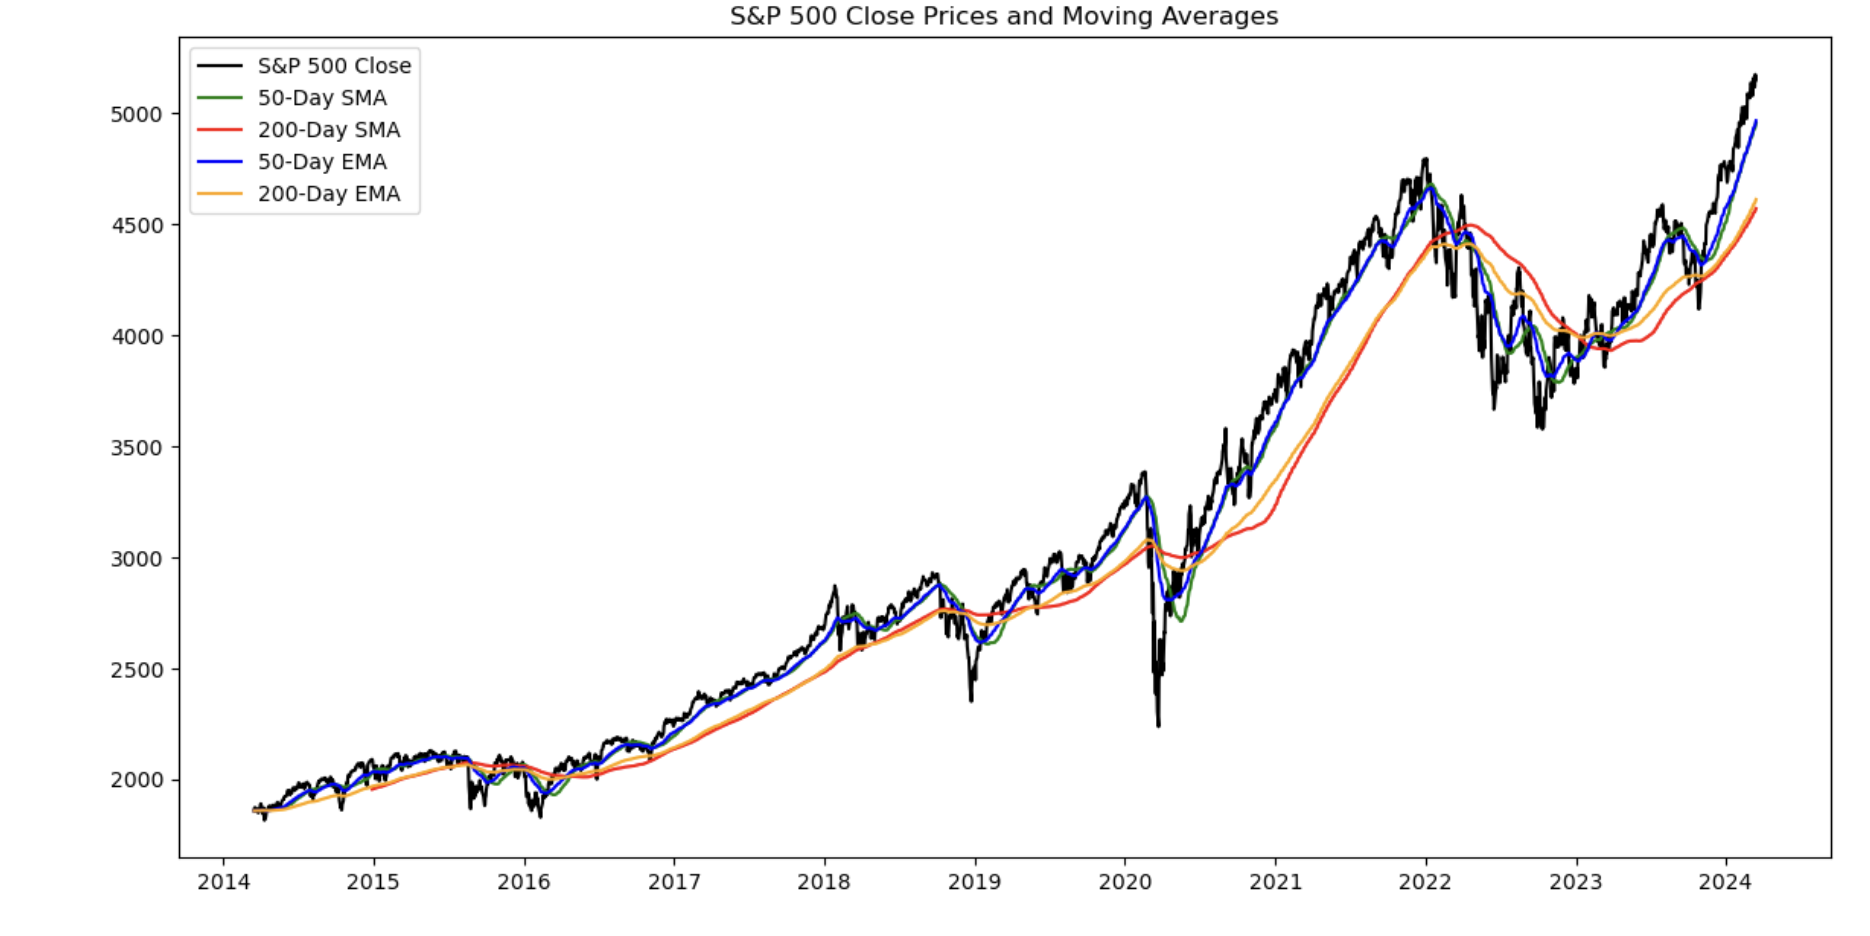 S&P 500 Close Prices and Moving Averages
S&P 500 Close
50-Day SMA
200-Day SMA
50-Day EMA
200-Day EMA
5000
4500
4000
3500
3000
2500
2000
2014 2015 2016 2017 2018 2019 2020 2021 2022 2023 2024